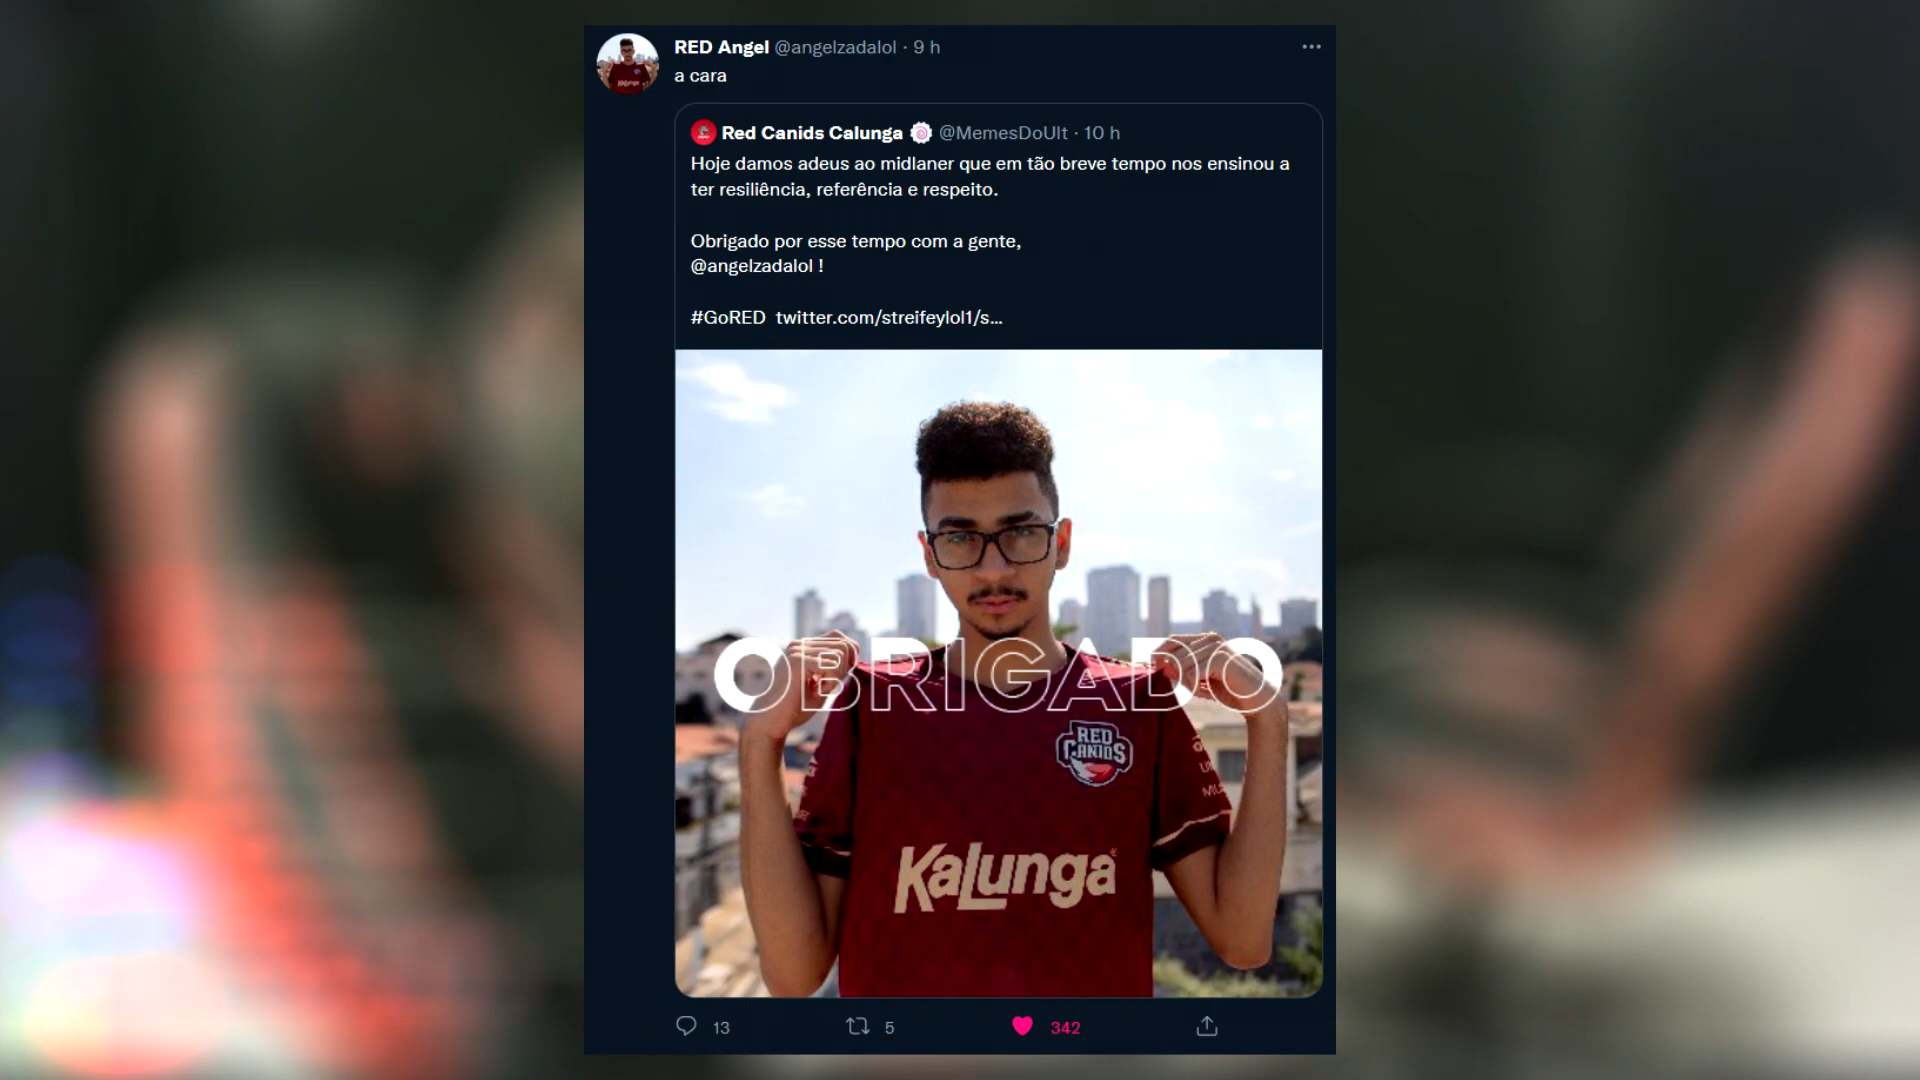 RED Angel @angelzadalol · 9 h
a cara
Red Canids Calunga 🍥 @MemesDoUlt · 10 h
Hoje damos adeus ao midlaner que em tão breve tempo nos ensinou a
ter resiliência, referência e respeito.
Obrigado por esse tempo com a gente,
@angelzadalol !
#GoRED twitter.com/streifeylol1/s...
OBRIGADO
RED
CANIDS
Kalunga
13 5 342